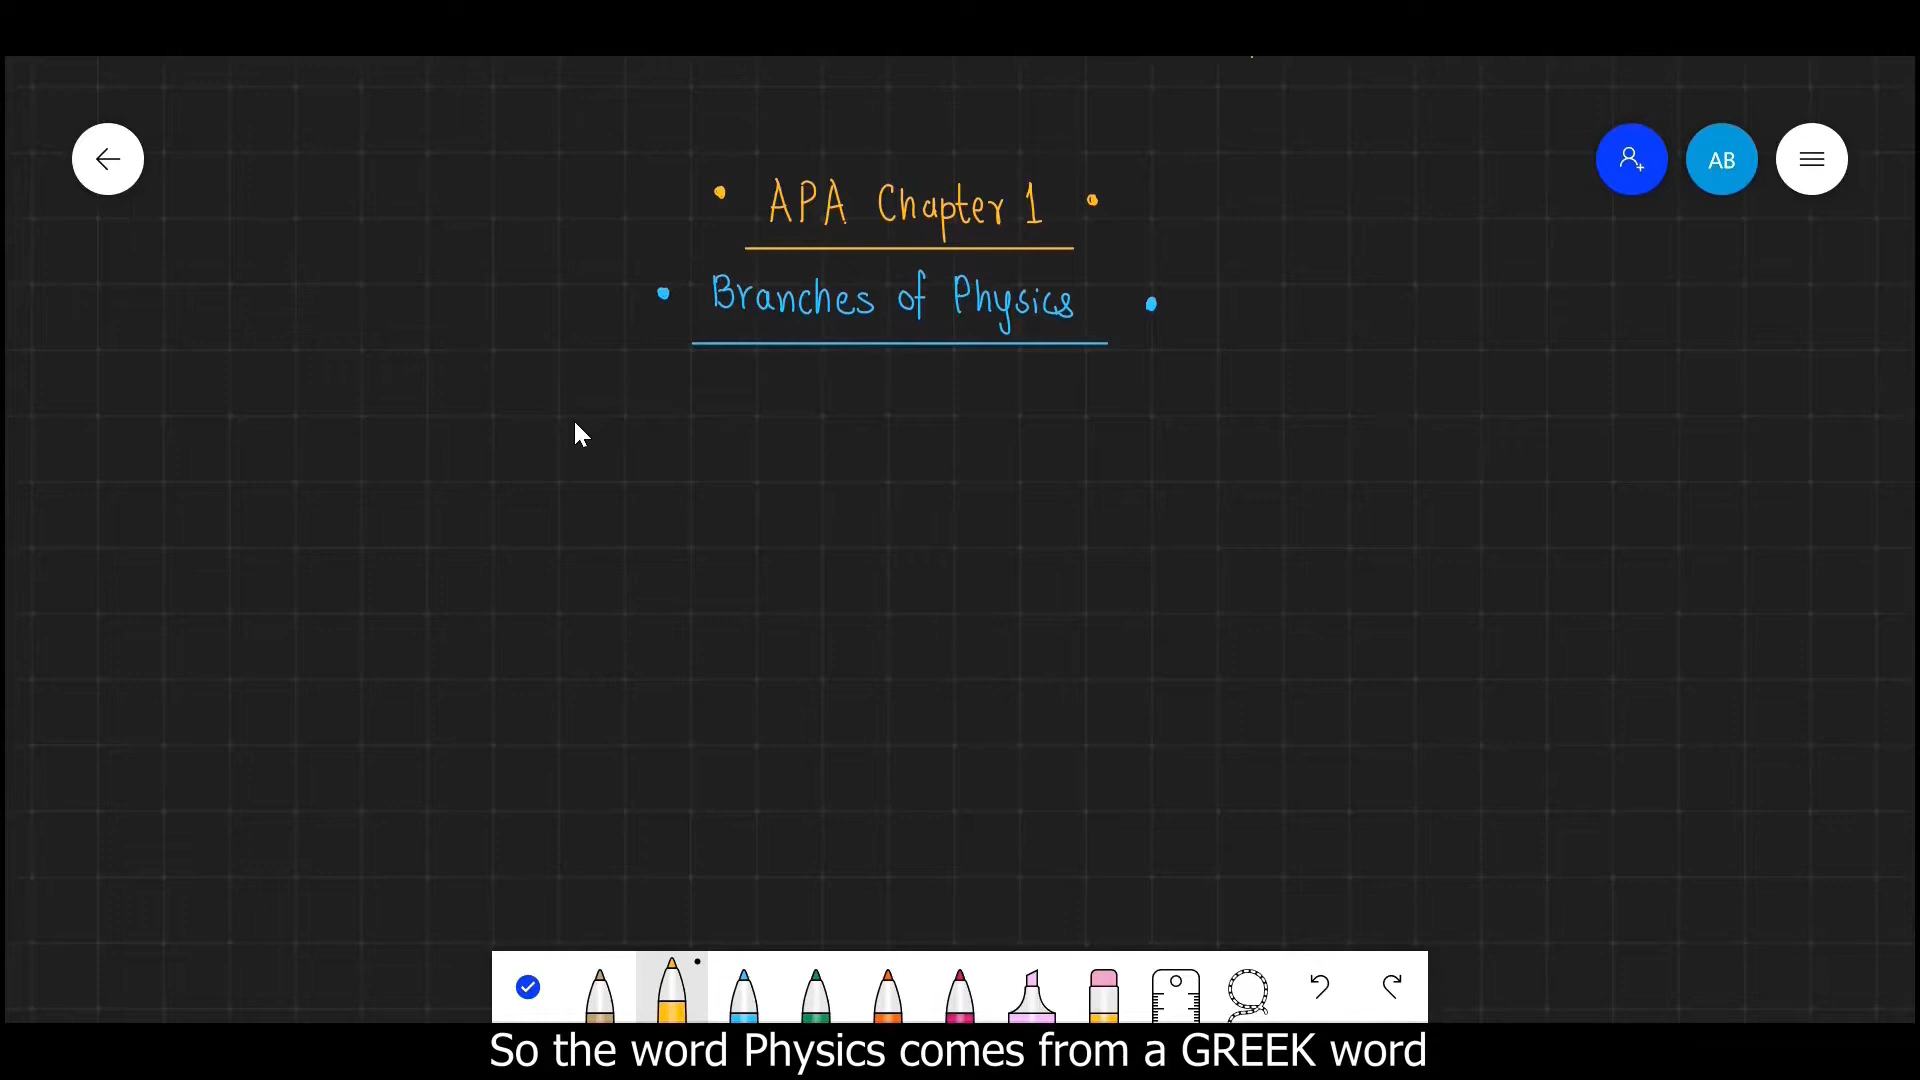 APA Chapter 1
AB
Branches of Physics
So the word Physics comes from a GREEK word